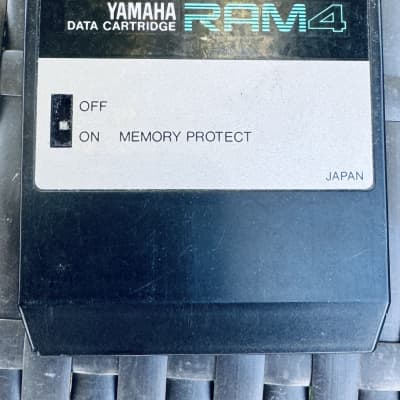 YAMAHA
DATA CARTRIDGE RAM4
OFF
ON MEMORY PROTECT
JAPAN